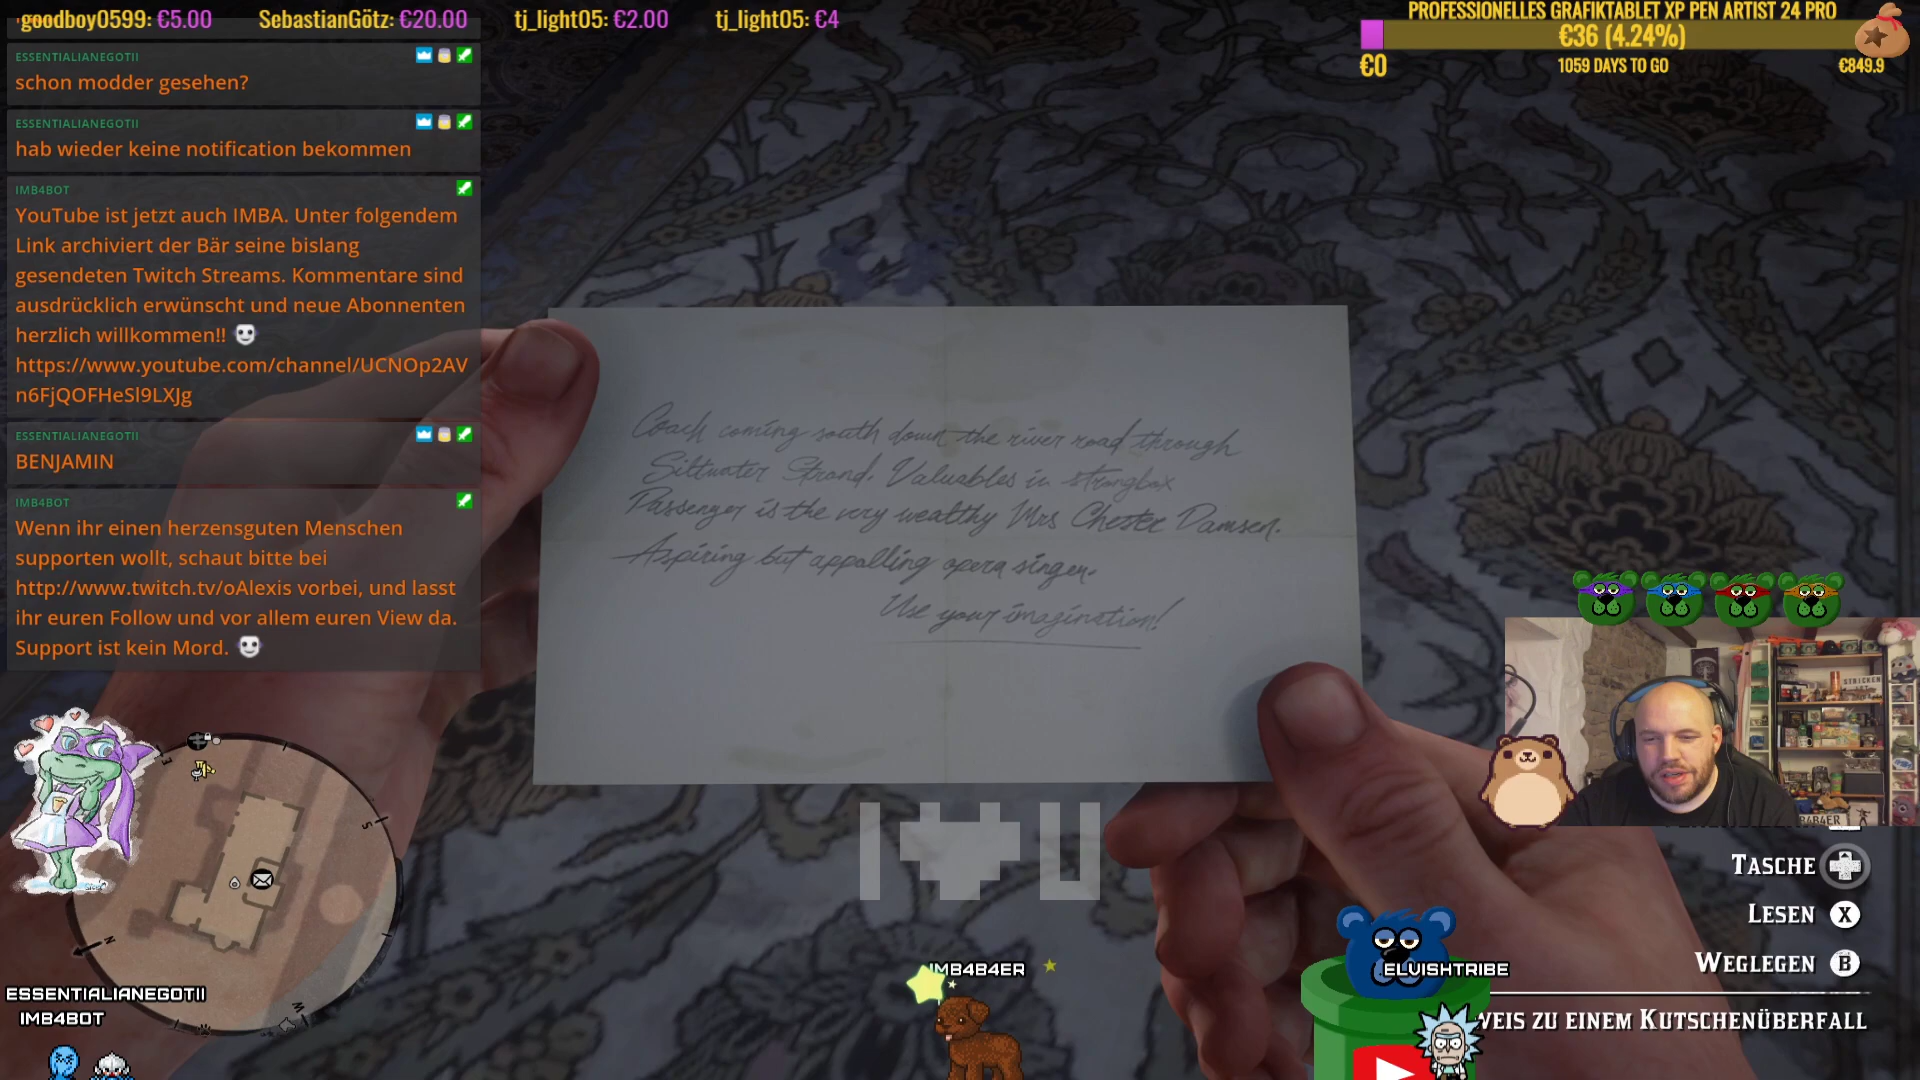 goodboy0599: €5.00 SebastianGötz: €20.00 tj_light05: €2.00 tj_light05: €4
PROFESSIONELLES GRAFIKTABLET XP PEN ARTIST 24 PRO
€36 (4.24%)
€0 1059 DAYS TO GO €849.9
ESSENTIALIANEGOTII
schon modder gesehen?
ESSENTIALIANEGOTII
hab wieder keine notification bekommen
IMB4BOT
YouTube ist jetzt auch IMBA. Unter folgendem
Link archiviert der Bär seine bislang
gesendeten Twitch Streams. Kommentare sind
ausdrücklich erwünscht und neue Abonnenten
herzlich willkommen!!
https://www.youtube.com/channel/UCNOp2AV
n6FjQOFHeSl9LXJg
ESSENTIALIANEGOTII
BENJAMIN
IMB4BOT
Wenn ihr einen herzensguten Menschen
supporten wollt, schaut bitte bei
http://www.twitch.tv/oAlexis vorbei, und lasst
ihr euren Follow und vor allem euren View da.
Support ist kein Mord.
Coach coming south down the river road through
Siltwater Strand. Valuables in strongbox
Passenger is the very wealthy Mrs Chester Damsen.
Aspiring but appalling opera singer.
Use your imagination!
I U
TASCHE
LESEN X
WEGLEGEN B
VEIS ZU EINEM KUTSCHENÜBERFALL
N
S
W
ESSENTIALIANEGOTII
IMB4BOT
IMB4B4ER
ELVISHTRIBE